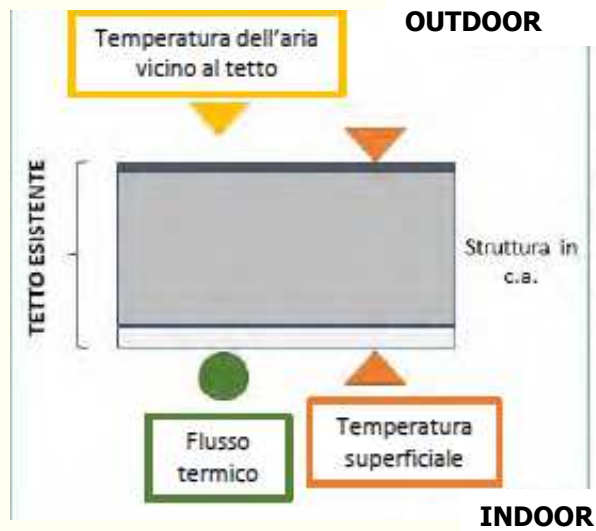 OUTDOOR
Temperatura dell'aria
vicino al tetto
TETTO ESISTENTE
Struttura in
c.a.
Flusso
termico
Temperatura
superficiale
INDOOR